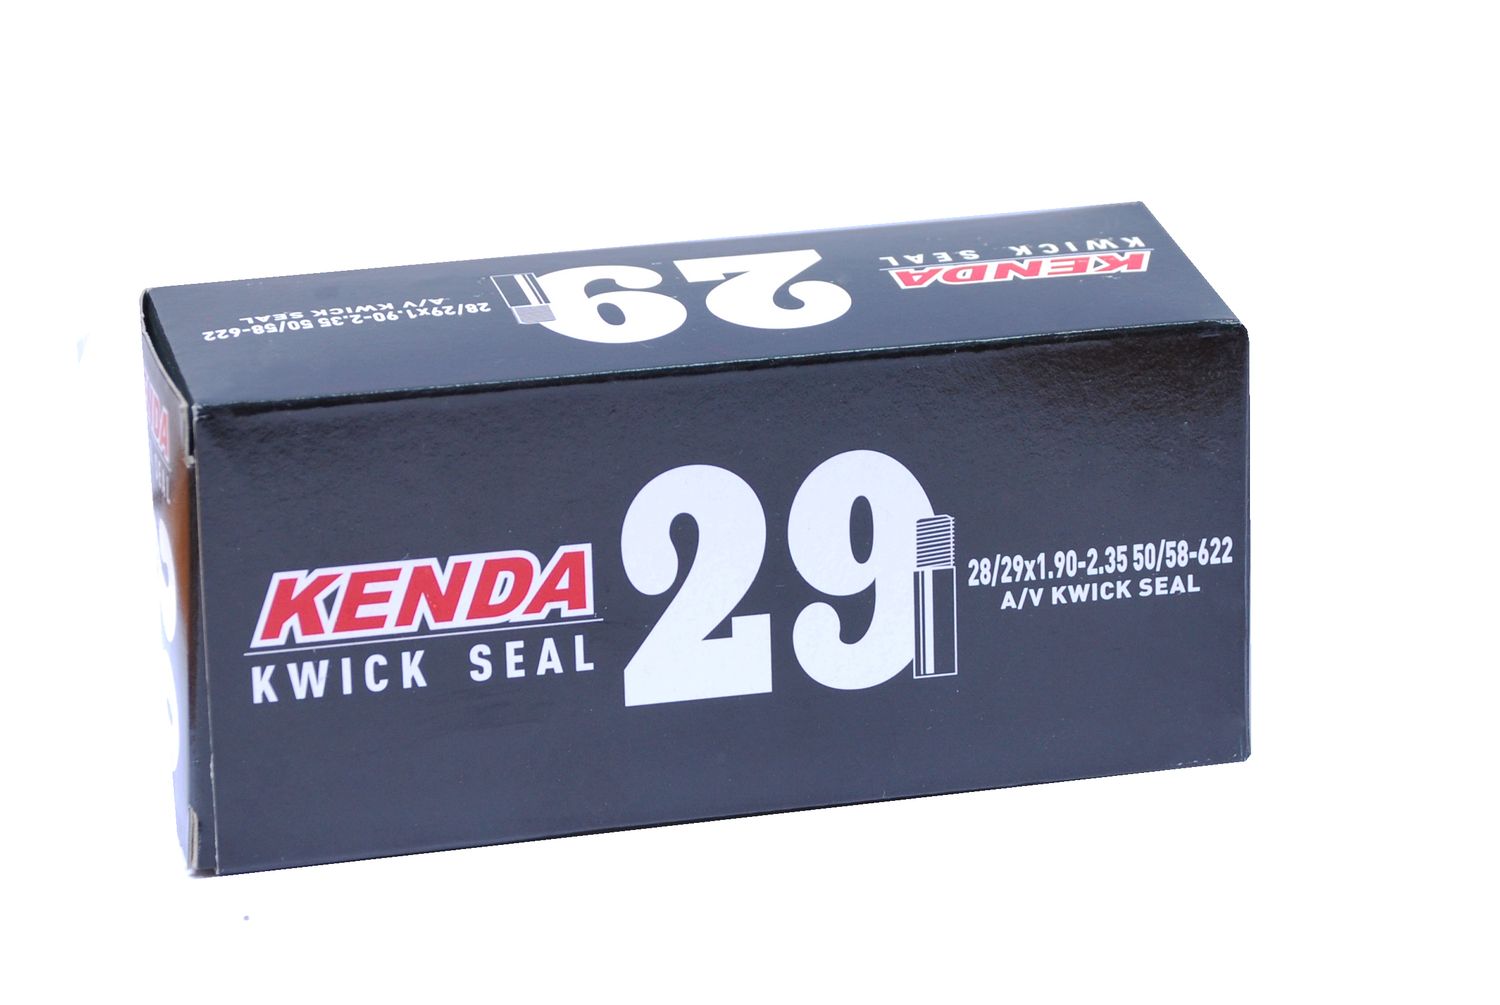 KENDA
KWICK SEAL
29
28/29x1.90-2.35 50/58-622
A/V KWICK SEAL
KENDA
KWICK SEAL
29
28/29x1.90-2.35 50/58-622
A/V KWICK SEAL